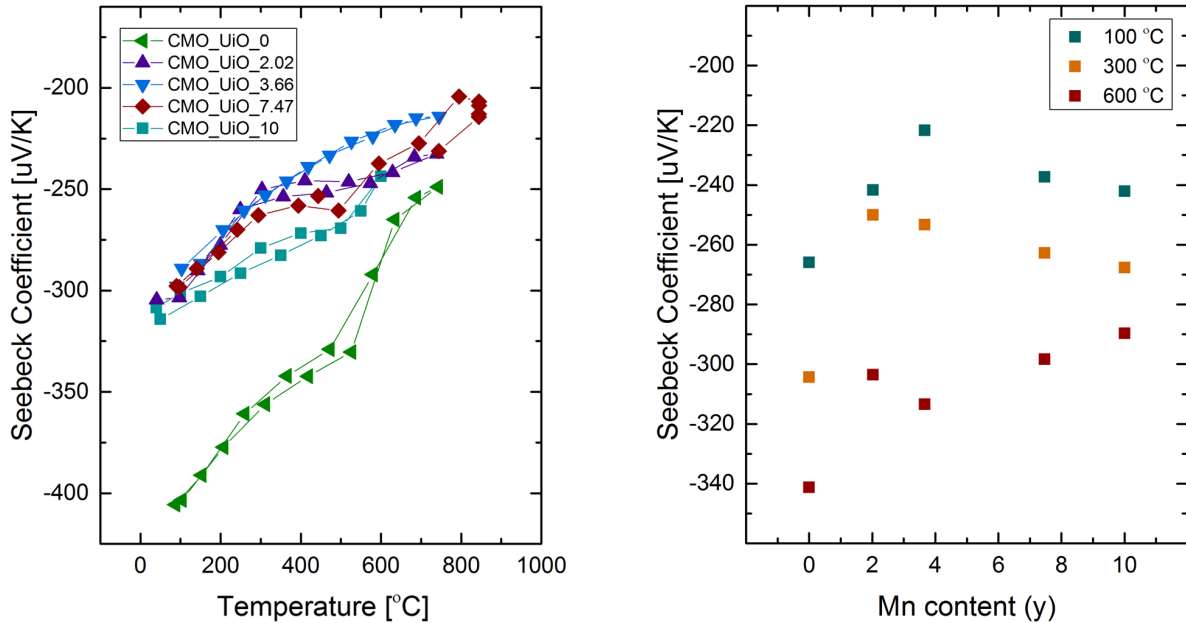 CMO_UiO_0
CMO_UiO_2.02
CMO_UiO_3.66
CMO_UiO_7.47
CMO_UiO_10
-200
-250
-300
-350
-400
Seebeck Coefficient [uV/K]
0 200 400 600 800 1000
Temperature [°C]
100 °C
300 °C
600 °C
-200
-220
-240
-260
-280
-300
-320
-340
Seebeck Coefficient [uV/K]
0 2 4 6 8 10
Mn content (y)